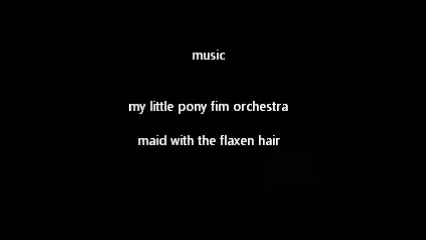 music
my little pony fim orchestra
maid with the flaxen hair